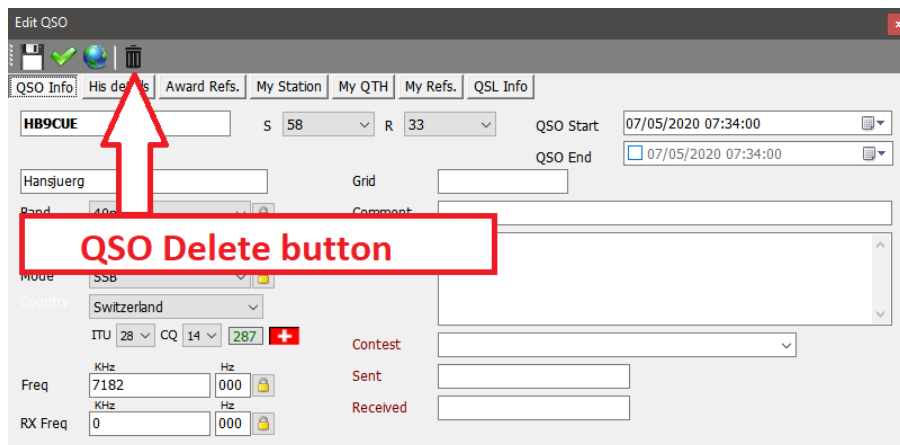 Edit QSO
QSO Info His details Award Refs. My Station My QTH My Refs. QSL Info
HB9CUE S 58 R 33 QSO Start 07/05/2020 07:34:00
QSO End 07/05/2020 07:34:00
Hansjuerg Grid
Band 40m Comment
QSO Delete button
Mode SSB
Country Switzerland
ITU 28 CQ 14 287
Contest
KHz Hz
Freq 7182 000 Sent
KHz Hz
RX Freq 0 000 Received